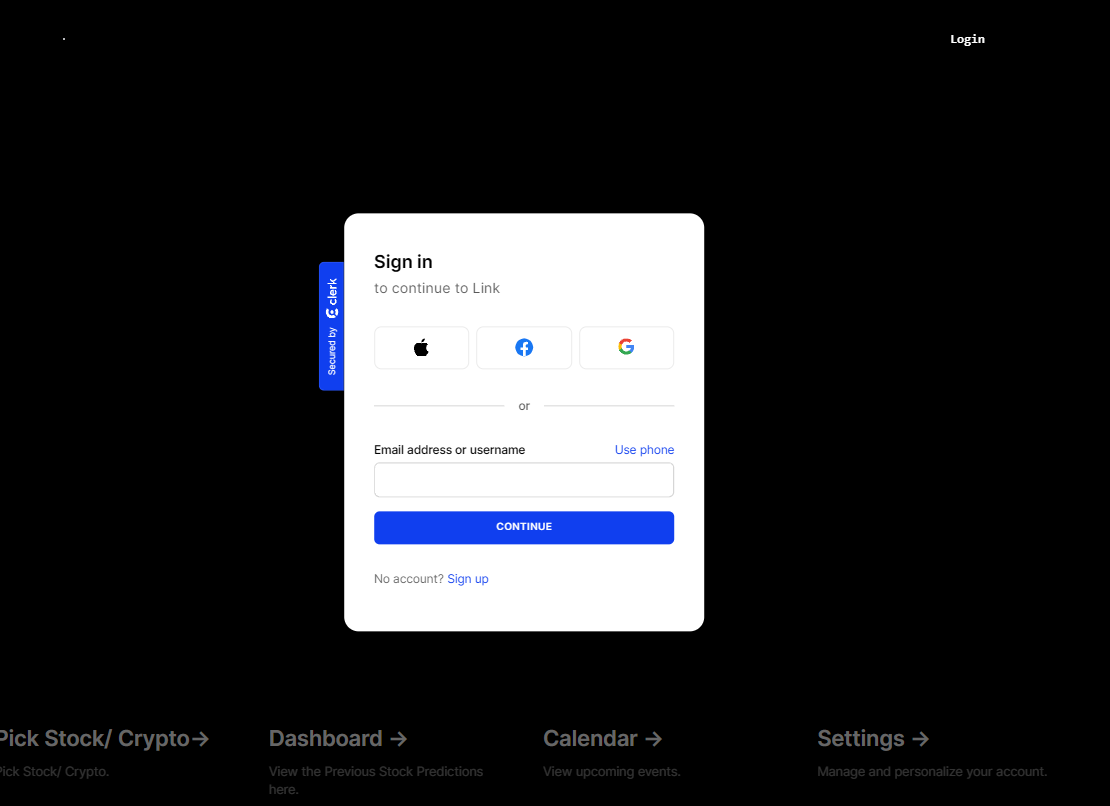 Login
Sign in
to continue to Link
Secured by clerk
or
Email address or username Use phone
CONTINUE
No account? Sign up
Pick Stock/ Crypto→ Dashboard → Calendar → Settings →
Pick Stock/ Crypto. View the Previous Stock Predictions View upcoming events. Manage and personalize your account.
here.